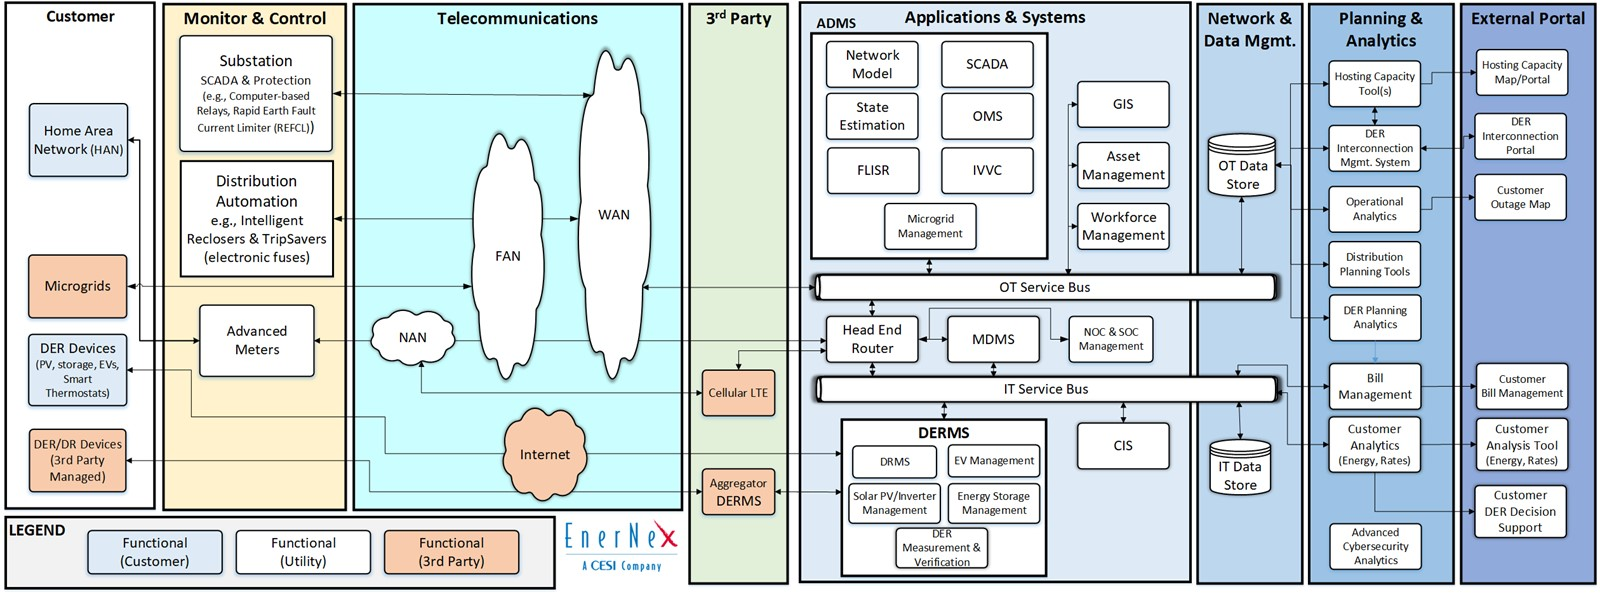 Customer
Home Area
Network (HAN)
Microgrids
DER Devices
(PV, storage, EVs,
Smart
Thermostats)
DER/DR Devices
(3rd Party
Managed)
Monitor & Control
Substation
SCADA & Protection
(e.g., Computer-based
Relays, Rapid Earth Fault
Current Limiter (REFCL))
Distribution
Automation
e.g., Intelligent
Reclosers & TripSavers
(electronic fuses)
Advanced
Meters
Telecommunications
NAN
FAN
WAN
Internet
3rd Party
Cellular LTE
Aggregator
DERMS
Applications & Systems
ADMS
Network
Model
SCADA
State
Estimation
OMS
FLISR
IVVC
Microgrid
Management
GIS
Asset
Management
Workforce
Management
OT Service Bus
Head End
Router
MDMS
NOC & SOC
Management
IT Service Bus
DERMS
DRMS
EV Management
Solar PV/Inverter
Management
Energy Storage
Management
DER
Measurement &
Verification
CIS
Network &
Data Mgmt.
OT Data
Store
IT Data
Store
Planning &
Analytics
Hosting Capacity
Tool(s)
DER
Interconnection
Mgmt. System
Operational
Analytics
Distribution
Planning Tools
DER Planning
Analytics
Bill
Management
Customer
Analytics
(Energy, Rates)
Advanced
Cybersecurity
Analytics
External Portal
Hosting Capacity
Map/Portal
DER
Interconnection
Portal
Customer
Outage Map
Customer
Bill Management
Customer
Analysis Tool
(Energy, Rates)
Customer
DER Decision
Support
LEGEND
Functional
(Customer)
Functional
(Utility)
Functional
(3rd Party)
EnerNex
A CESI Company